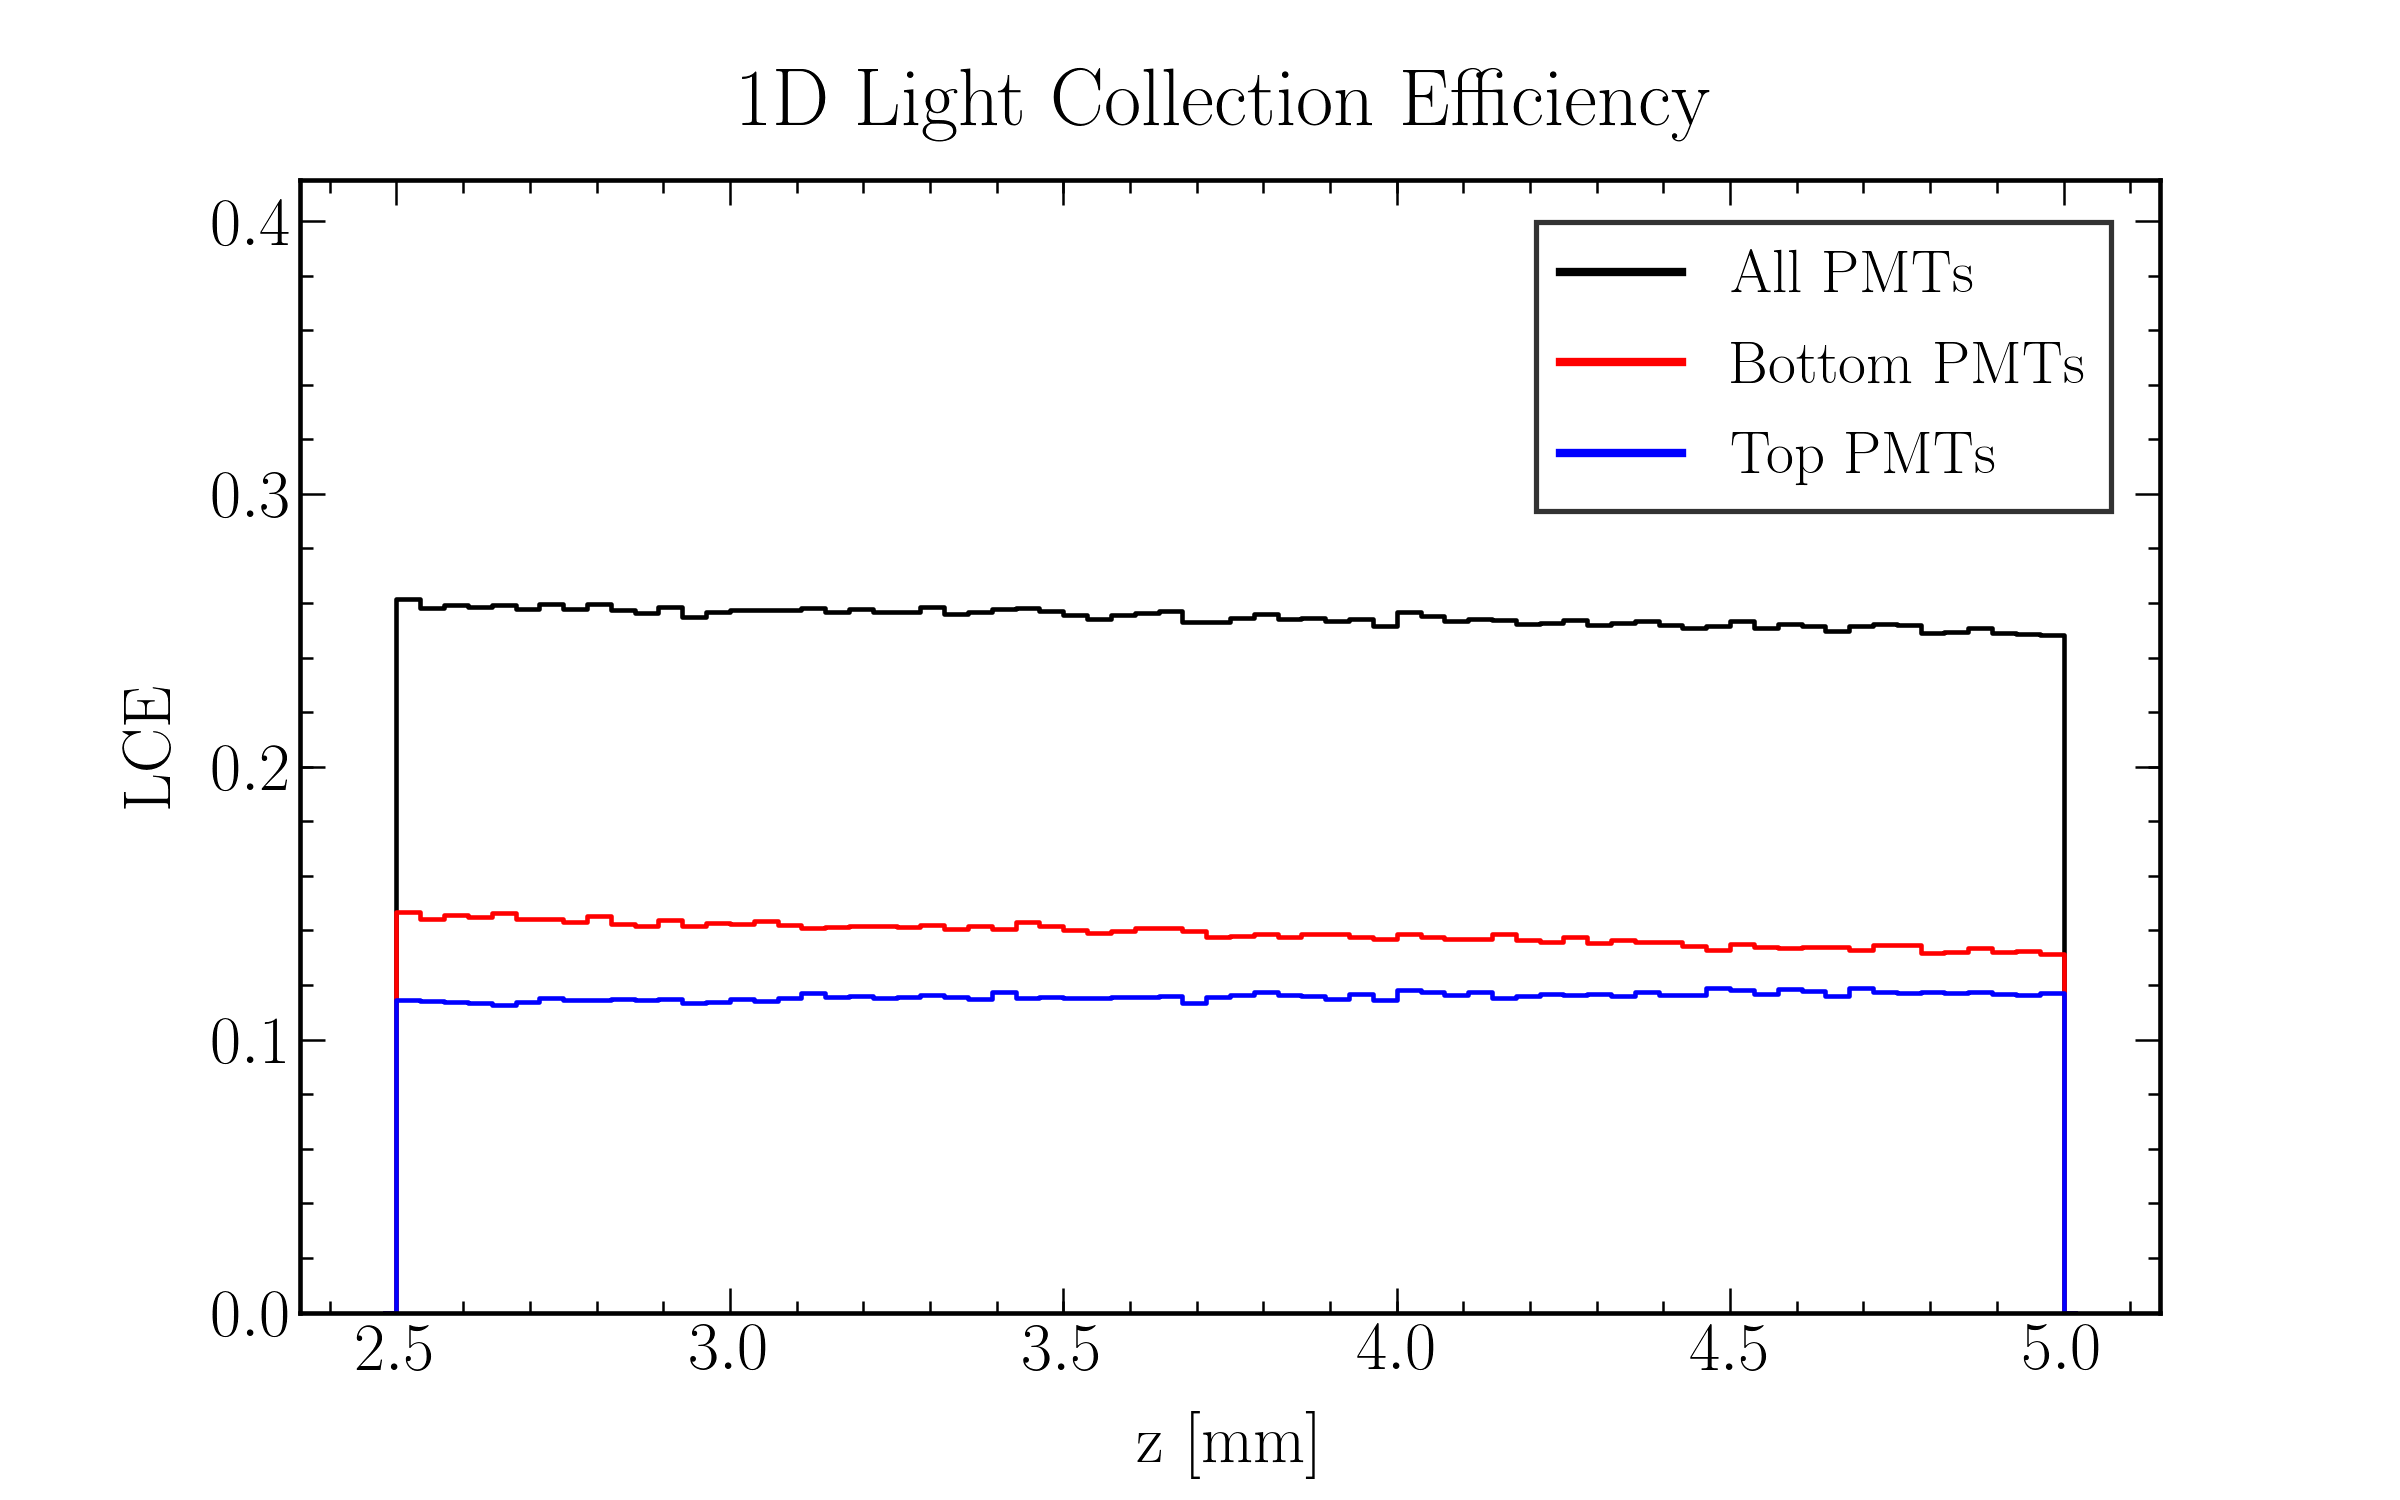 1D Light Collection Efficiency
0.4
0.3
0.2
0.1
0.0
LCE
All PMTs
Bottom PMTs
Top PMTs
2.5 3.0 3.5 4.0 4.5 5.0
z [mm]